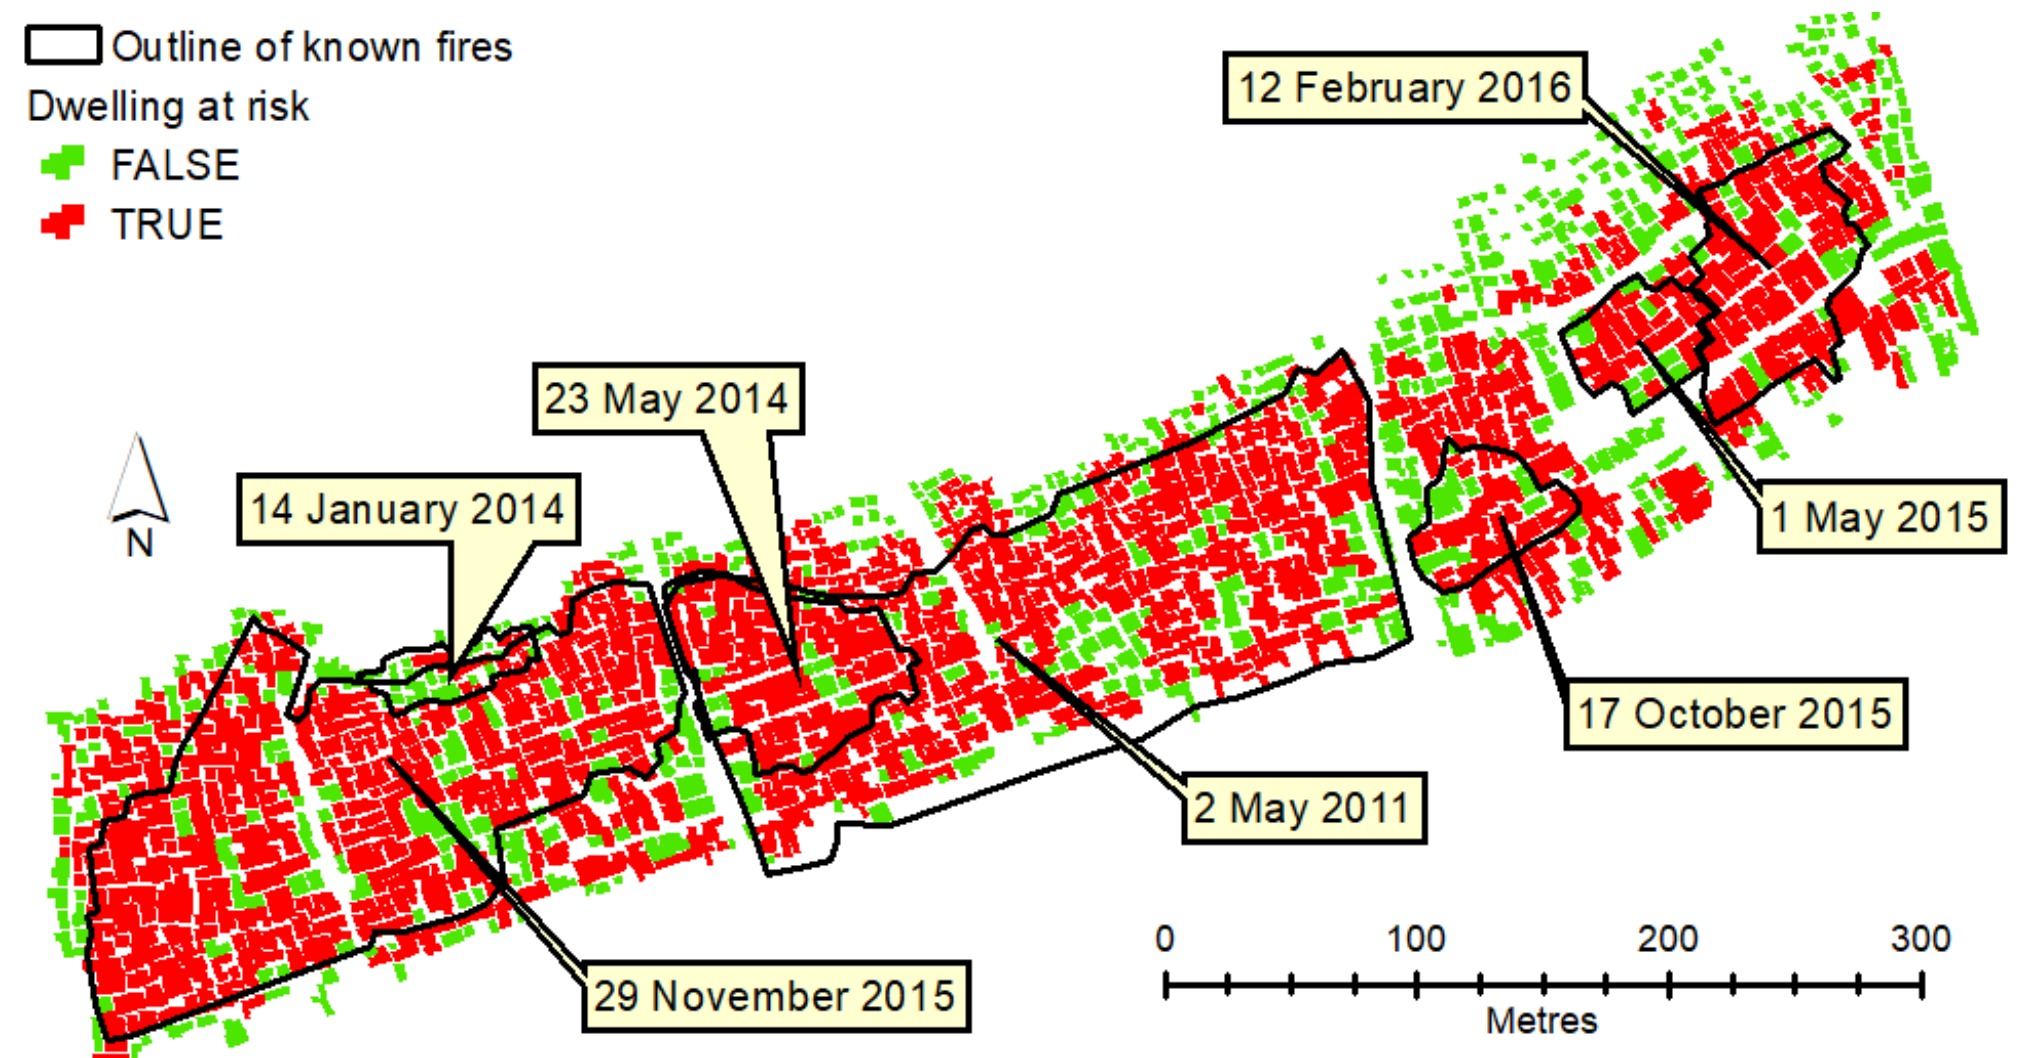 Outline of known fires
Dwelling at risk
FALSE
TRUE
12 February 2016
23 May 2014
14 January 2014
N
1 May 2015
17 October 2015
2 May 2011
29 November 2015
0 100 200 300
Metres